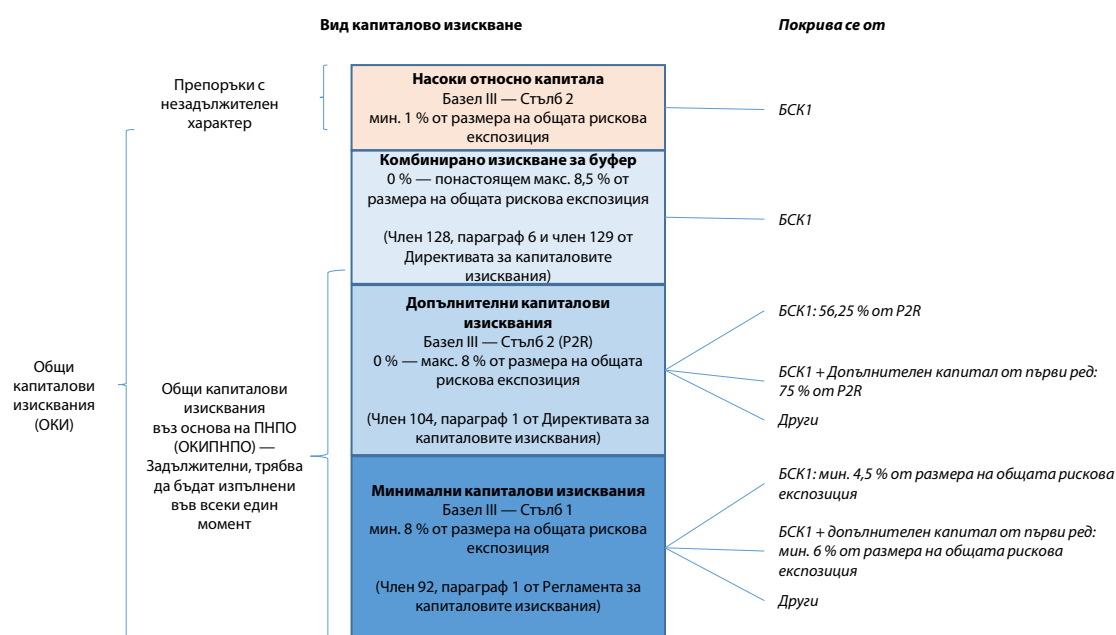 Вид капиталово изискване
Покрива се от
Препоръки с
незадължителен
характер
Насоки относно капитала
Базел III — Стълб 2
мин. 1 % от размера на общата рискова
експозиция
БСК1
Комбинирано изискване за буфер
0 % — понастоящем макс. 8,5 % от
размера на общата рискова експозиция
(Член 128, параграф 6 и член 129 от
Директивата за капиталовите
изисквания)
БСК1
Допълнителни капиталови
изисквания
Базел III — Стълб 2 (P2R)
0 % — макс. 8 % от размера на общата
рискова експозиция
(Член 104, параграф 1 от Директивата за
капиталовите изисквания)
БСК1: 56,25 % от P2R
БСК1 + Допълнителен капитал от първи ред:
75 % от P2R
Други
Общи
капиталови
изисквания
(ОКИ)
Общи капиталови
изисквания
въз основа на ПНПО
(ОКИПНПО) —
Задължителни, трябва
да бъдат изпълнени
във всеки един
момент
Минимални капиталови изисквания
Базел III — Стълб 1
мин. 8 % от размера на общата рискова
експозиция
(Член 92, параграф 1 от Регламента за
капиталовите изисквания)
БСК1: мин. 4,5 % от размера на общата рискова
експозиция
БСК1 + допълнителен капитал от първи ред:
мин. 6 % от размера на общата рискова
експозиция
Други